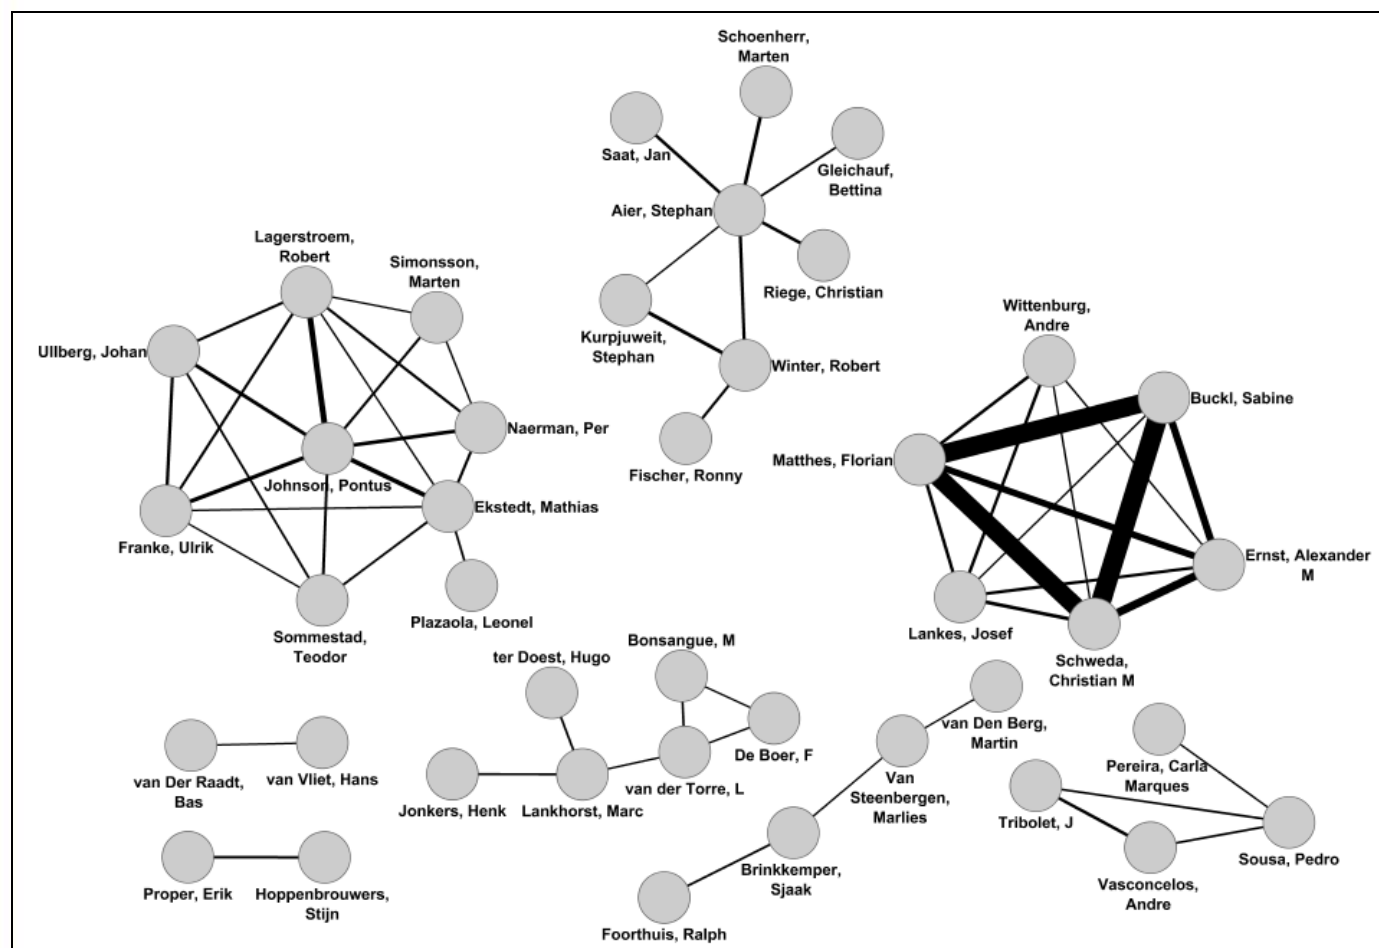 Schoenherr,
Marten
Saat, Jan
Gleichauf,
Bettina
Aier, Stephan
Riege, Christian
Kurpjuweit,
Stephan
Winter, Robert
Fischer, Ronny
Lagerstroem,
Robert
Simonsson,
Marten
Ullberg, Johan
Naerman, Per
Johnson, Pontus
Ekstedt, Mathias
Franke, Ulrik
Plazaola, Leonel
Sommestad,
Teodor
Wittenburg,
Andre
Buckl, Sabine
Matthes, Florian
Ernst, Alexander
M
Lankes, Josef
Schweda,
Christian M
ter Doest, Hugo
Bonsangue, M
De Boer, F
van der Torre, L
Jonkers, Henk
Lankhorst, Marc
van Der Raadt,
Bas
van Vliet, Hans
Proper, Erik
Hoppenbrouwers,
Stijn
van Den Berg,
Martin
Van
Steenbergen,
Marlies
Brinkkemper,
Sjaak
Foorthuis, Ralph
Pereira, Carla
Marques
Tribolet, J
Sousa, Pedro
Vasconcelos,
Andre